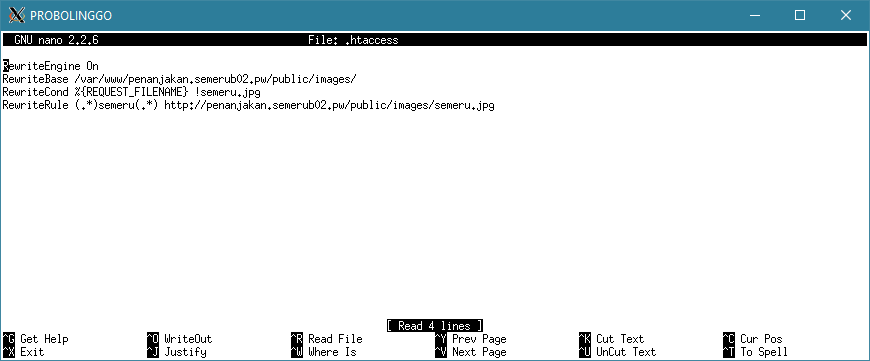 PROBOLINGGO
GNU nano 2.2.6 File: .htaccess
RewriteEngine On
RewriteBase /var/www/penanjakan.semerub02.pw/public/images/
RewriteCond %{REQUEST_FILENAME} !semeru.jpg
RewriteRule (.*)semeru(.*) http://penanjakan.semerub02.pw/public/images/semeru.jpg
[ Read 4 lines ]
^G Get Help ^O WriteOut ^R Read File ^Y Prev Page ^K Cut Text ^C Cur Pos
^X Exit ^J Justify ^W Where Is ^V Next Page ^U UnCut Text ^T To Spell